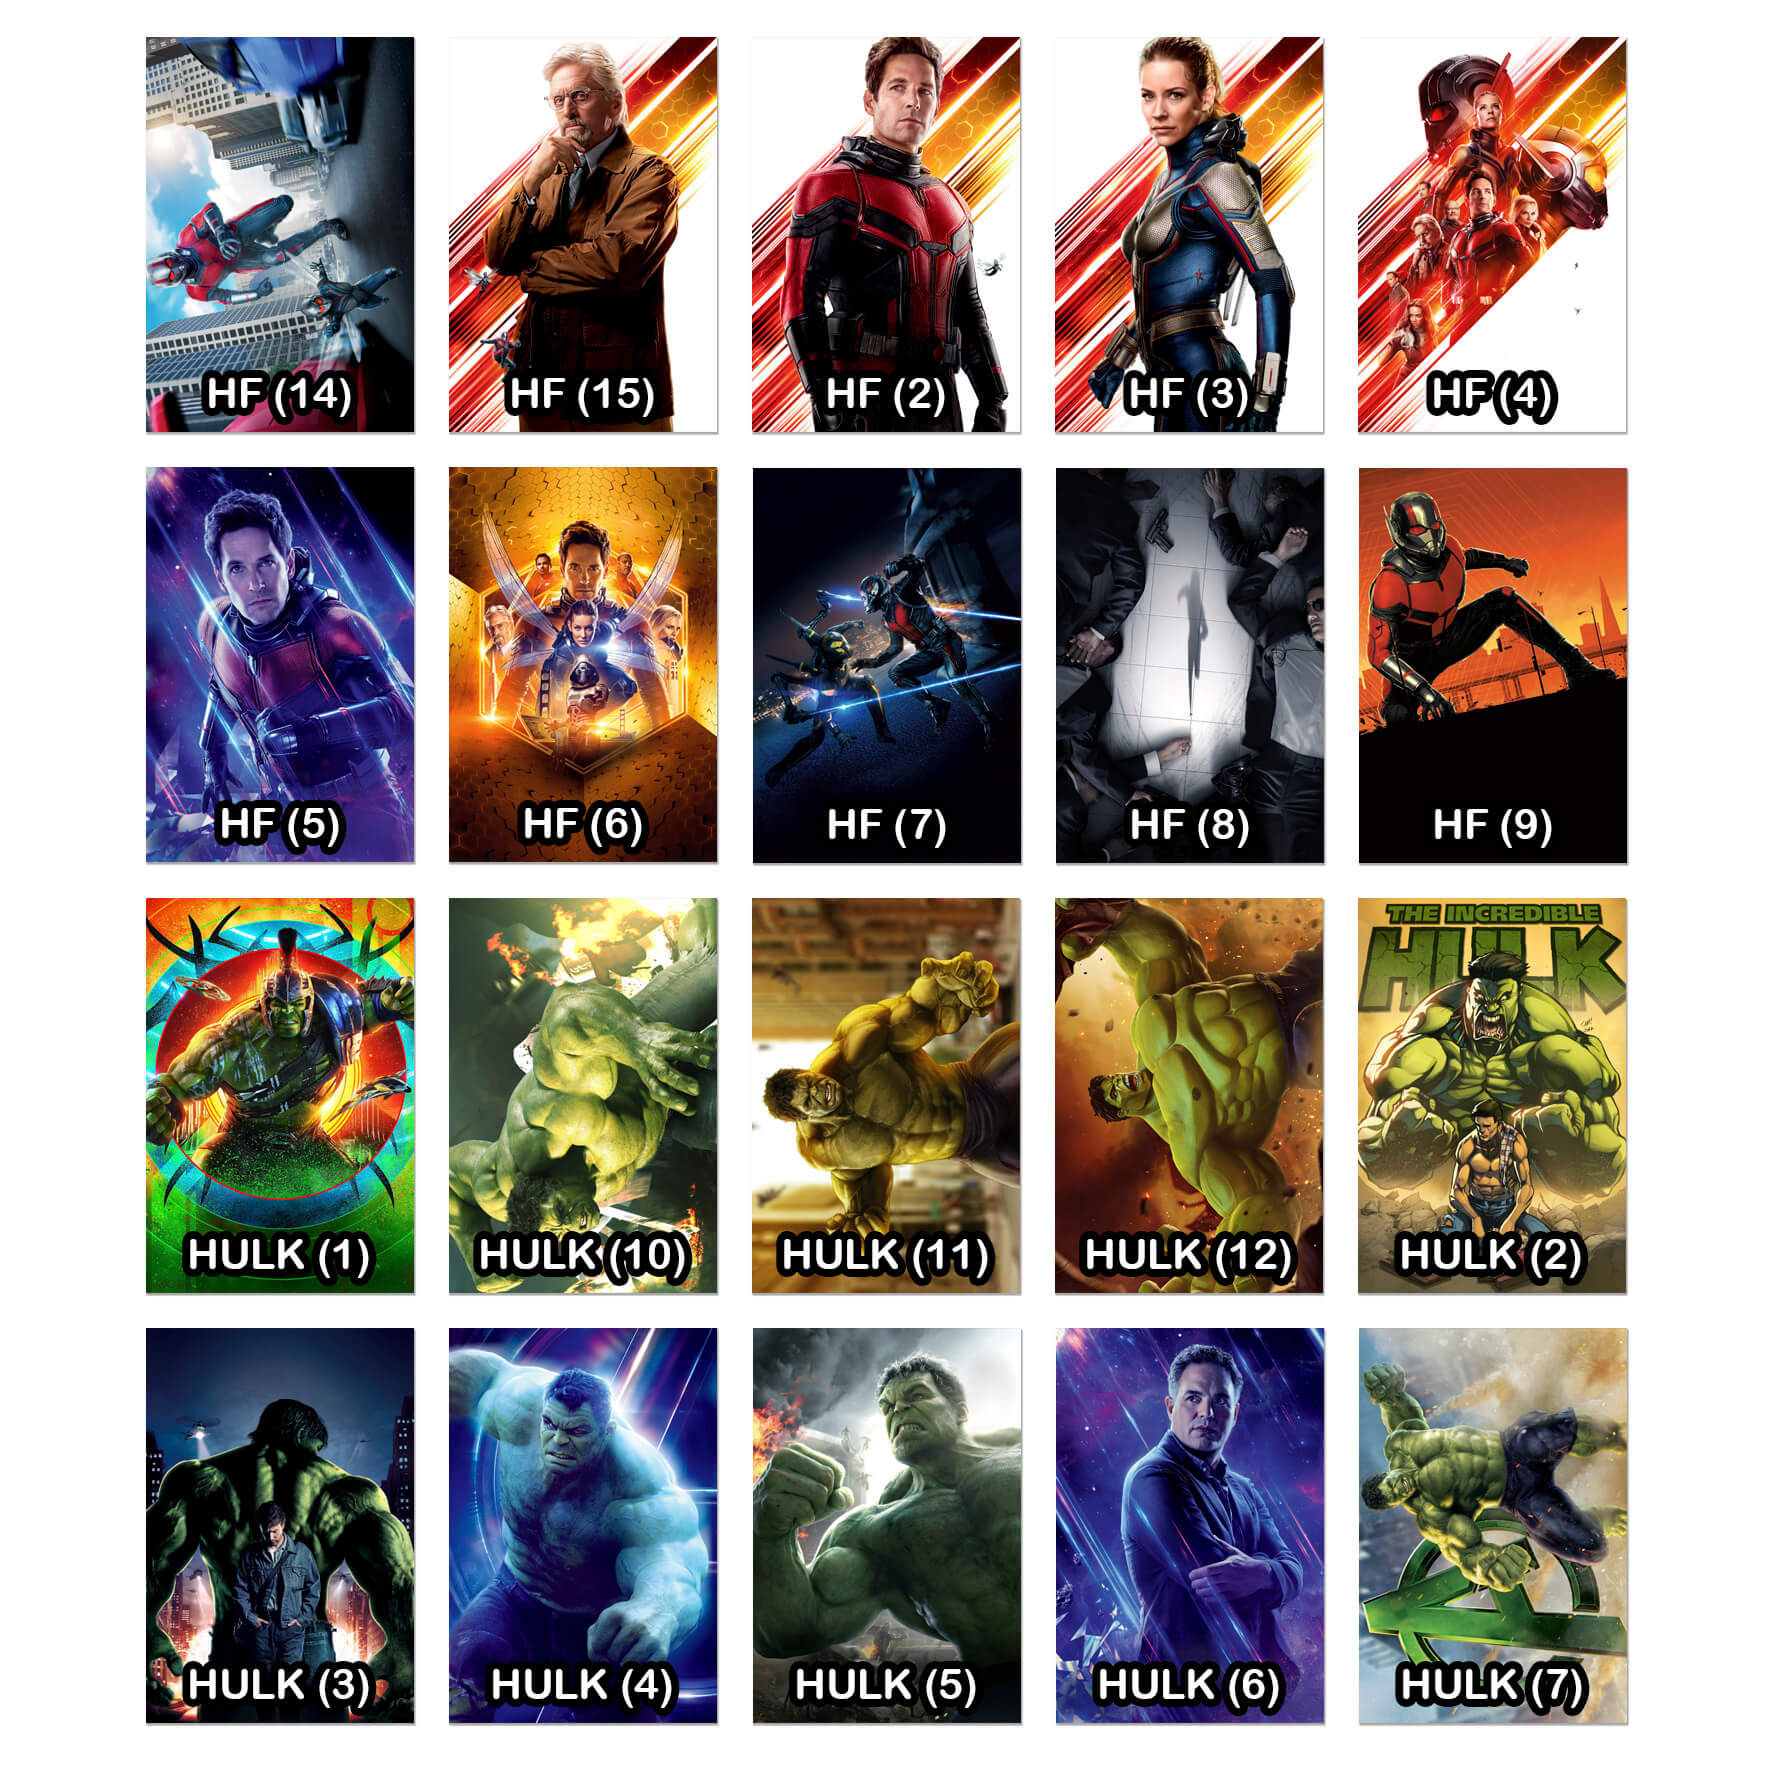 HF (14)
HF (15)
HF (2)
HF (3)
HF (4)
HF (5)
HF (6)
HF (7)
HF (8)
HF (9)
HULK (1)
HULK (10)
HULK (11)
HULK (12)
THE INCREDIBLE
HULK
HULK (2)
HULK (3)
HULK (4)
HULK (5)
HULK (6)
HULK (7)